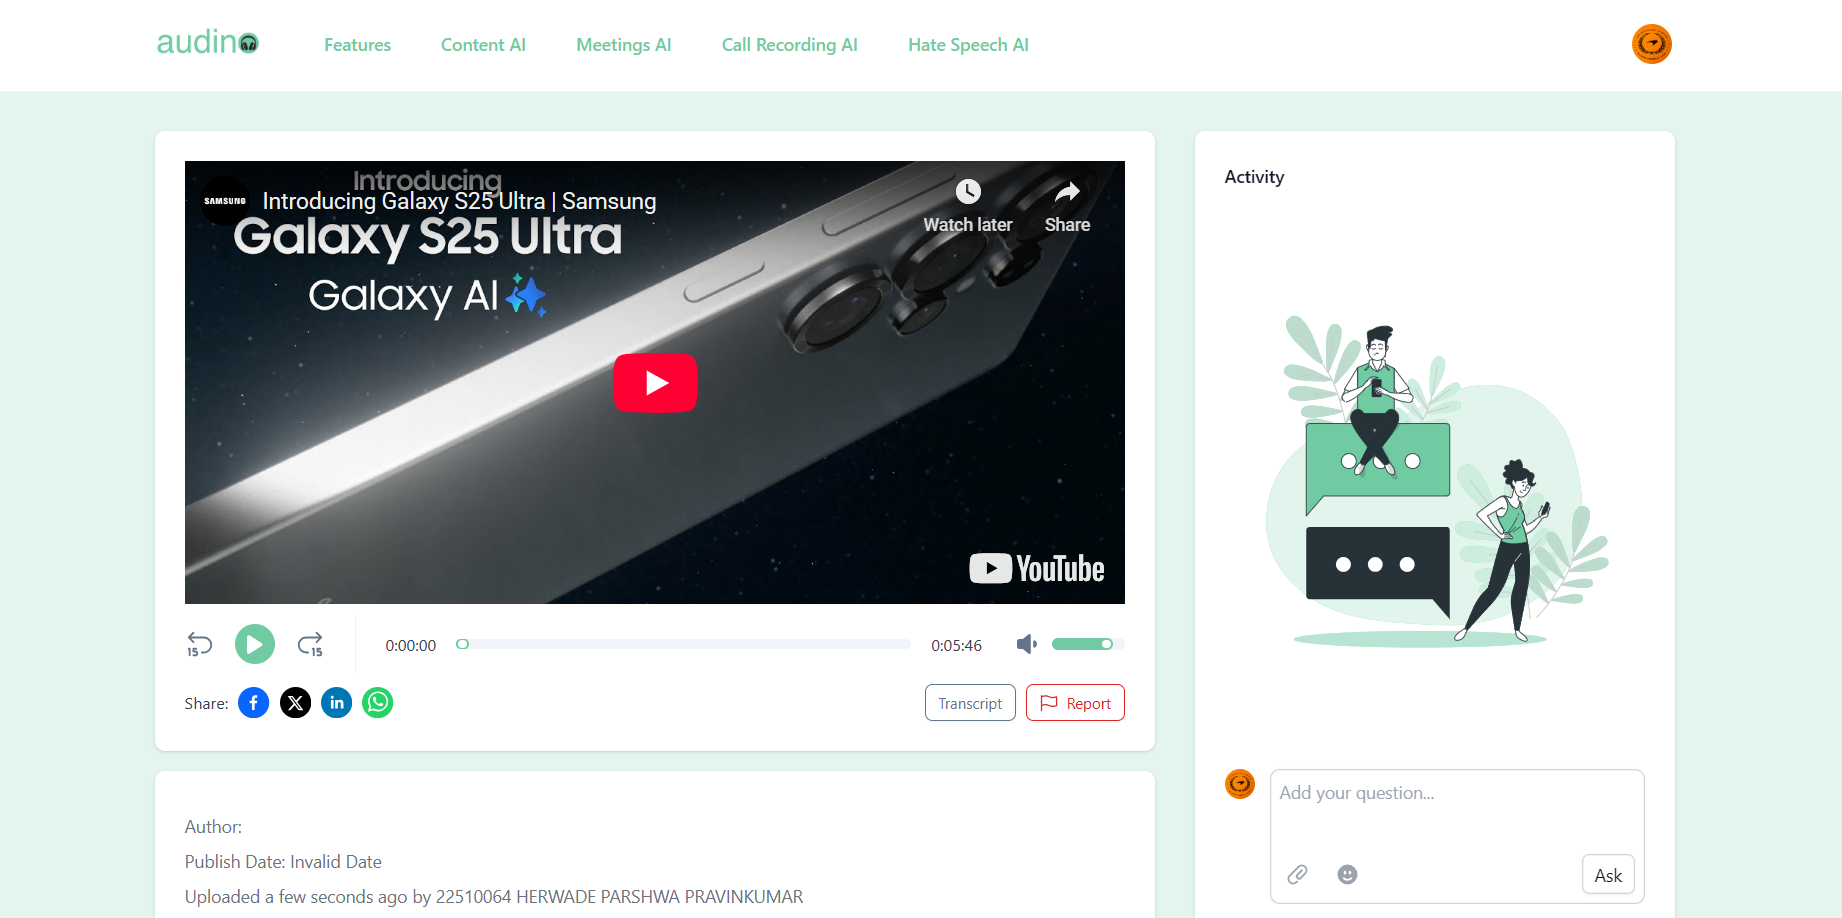 audino
Features
Content AI
Meetings AI
Call Recording AI
Hate Speech AI
Introducing
SAMSUNG
Introducing Galaxy S25 Ultra | Samsung
Watch later
Share
Galaxy S25 Ultra
Galaxy AI
YouTube
15
15
0:00:00
0:05:46
Share:
Transcript
Report
Author:
Publish Date: Invalid Date
Uploaded a few seconds ago by 22510064 HERWADE PARSHWA PRAVINKUMAR
Activity
Add your question...
Ask